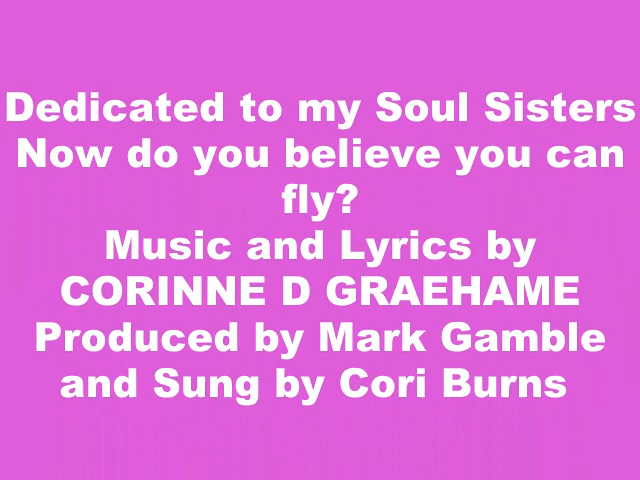 Dedicated to my Soul Sisters
Now do you believe you can
fly?
Music and Lyrics by
CORINNE D GRAEHAME
Produced by Mark Gamble
and Sung by Cori Burns